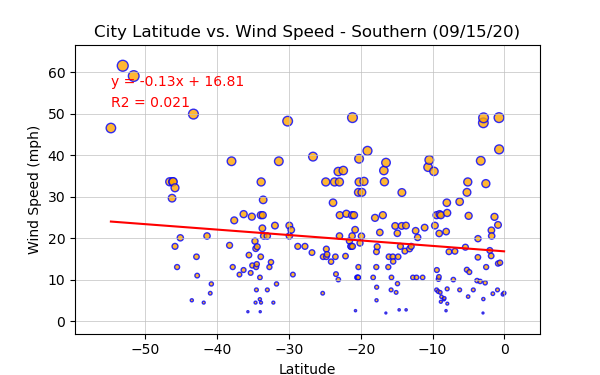 City Latitude vs. Wind Speed - Southern (09/15/20)
y = -0.13x + 16.81
R2 = 0.021
Wind Speed (mph)
60
50
40
30
20
10
0
−50
−40
−30
−20
−10
0
Latitude